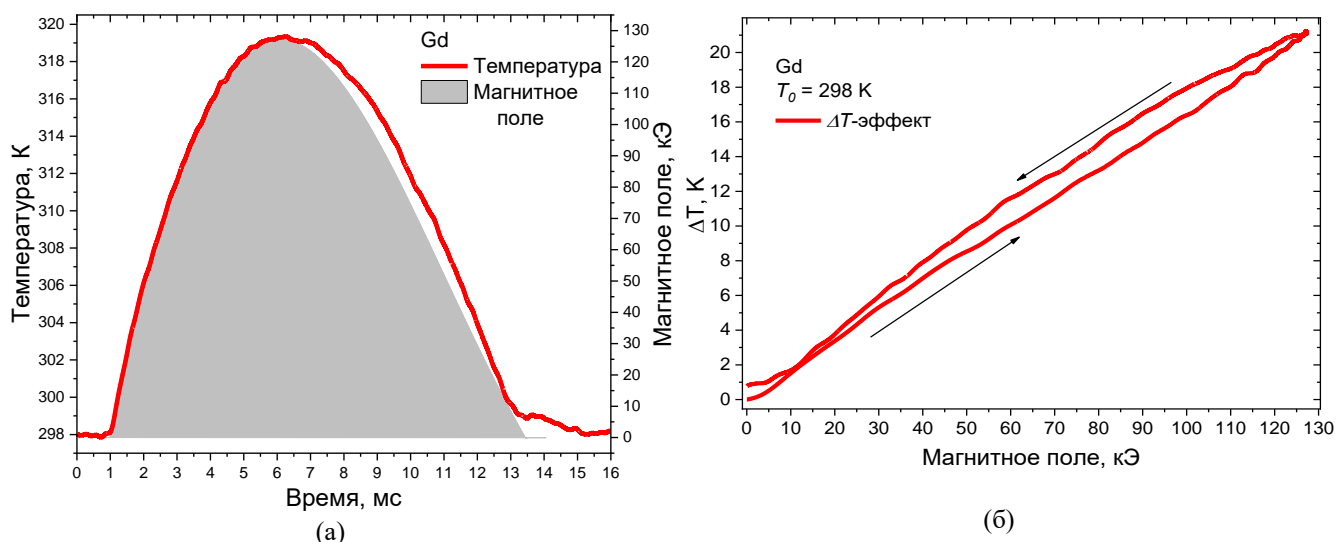 320
318
316
314
312
310
308
306
304
302
300
298
Температура, К
Gd
Температура
Магнитное
поле
130
120
110
100
90
80
70
60
50
40
30
20
10
0
Магнитное поле, кЭ
0 1 2 3 4 5 6 7 8 9 10 11 12 13 14 15 16
Время, мс
(а)
20
18
16
14
12
10
8
6
4
2
0
ΔT, K
Gd
T0 = 298 K
ΔT-эффект
0 10 20 30 40 50 60 70 80 90 100 110 120 130
Магнитное поле, кЭ
(б)